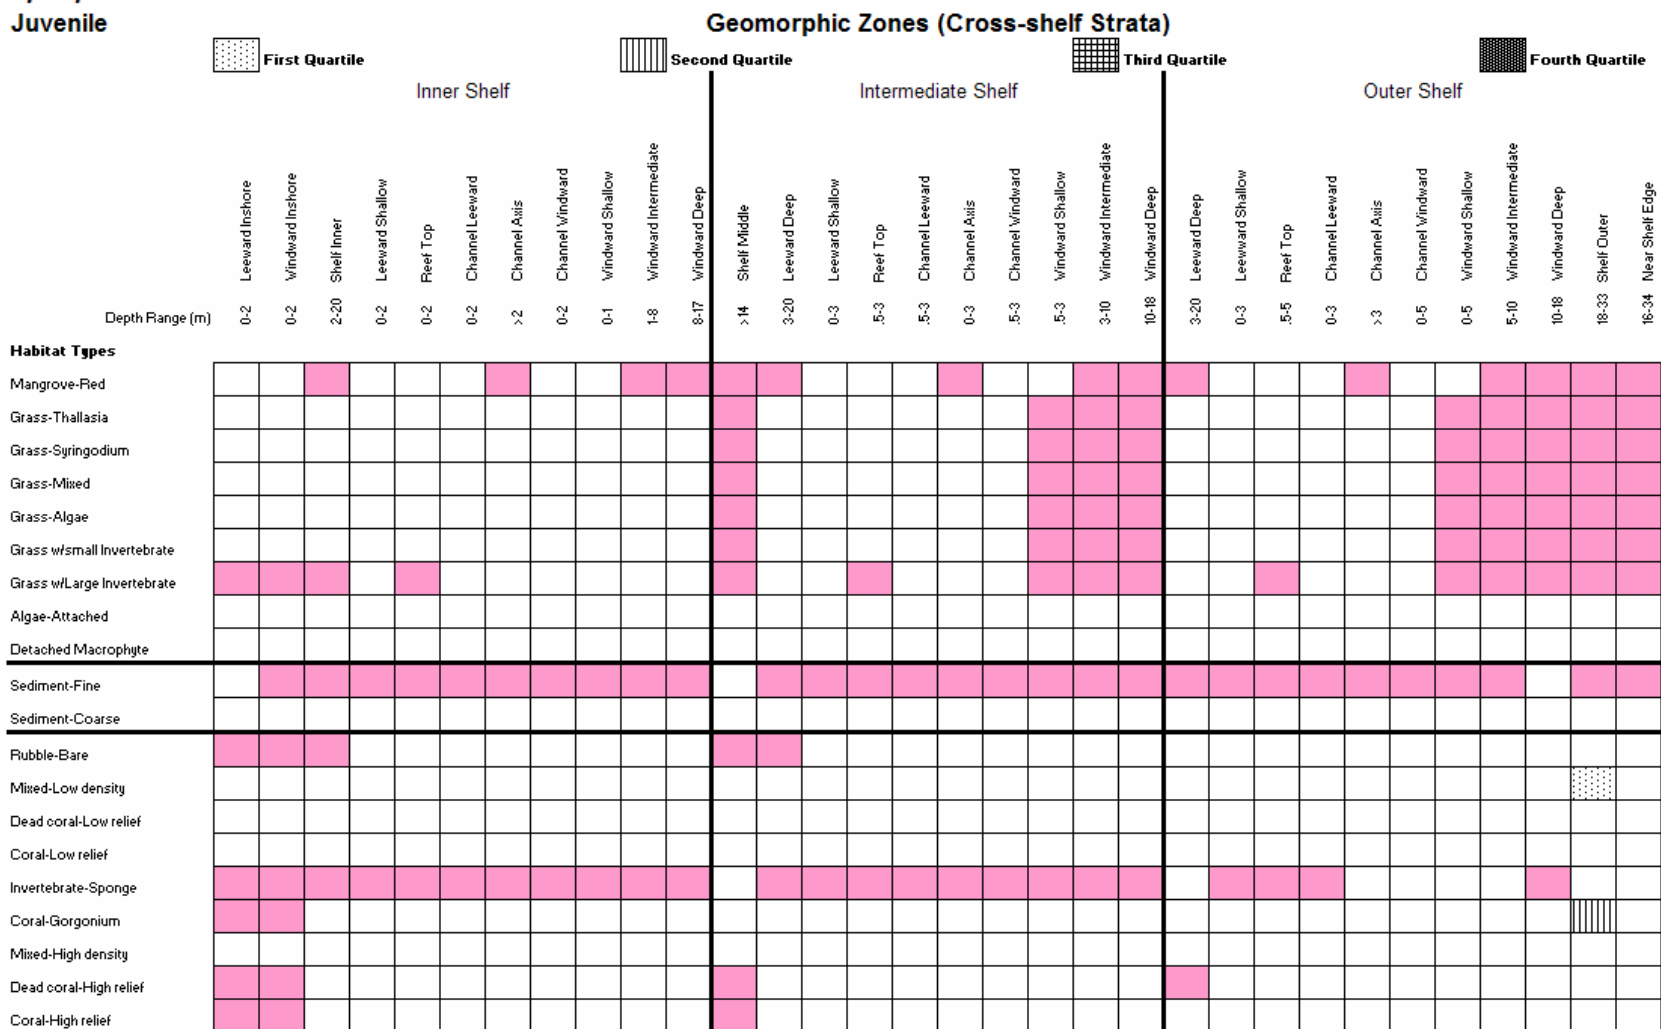 Juvenile
Geomorphic Zones (Cross-shelf Strata)
First Quartile
Second Quartile
Third Quartile
Fourth Quartile
Inner Shelf
Intermediate Shelf
Outer Shelf
Leeward Inshore
Windward Inshore
Shelf Inner
Leeward Shallow
Reef Top
Channel Leeward
Channel Axis
Channel Windward
Windward Shallow
Windward Intermediate
Windward Deep
Shelf Middle
Leeward Deep
Leeward Shallow
Reef Top
Channel Leeward
Channel Axis
Channel Windward
Windward Shallow
Windward Intermediate
Windward Deep
Leeward Deep
Leeward Shallow
Reef Top
Channel Leeward
Channel Axis
Channel Windward
Windward Shallow
Windward Intermediate
Windward Deep
Shelf Outer
Near Shelf Edge
Depth Range (m)
0-2
0-2
2-20
0-2
0-2
0-2
>2
0-2
0-1
1-8
8-17
>14
3-20
0-3
.5-3
.5-3
0-3
.5-3
.5-3
3-10
10-18
3-20
0-3
.5-5
0-3
>3
0-5
0-5
5-10
10-18
18-33
16-34
Habitat Types
Mangrove-Red
Grass-Thallasia
Grass-Syringodium
Grass-Mixed
Grass-Algae
Grass w/small Invertebrate
Grass w/Large Invertebrate
Algae-Attached
Detached Macrophyte
Sediment-Fine
Sediment-Coarse
Rubble-Bare
Mixed-Low density
Dead coral-Low relief
Coral-Low relief
Invertebrate-Sponge
Coral-Gorgonium
Mixed-High density
Dead coral-High relief
Coral-High relief